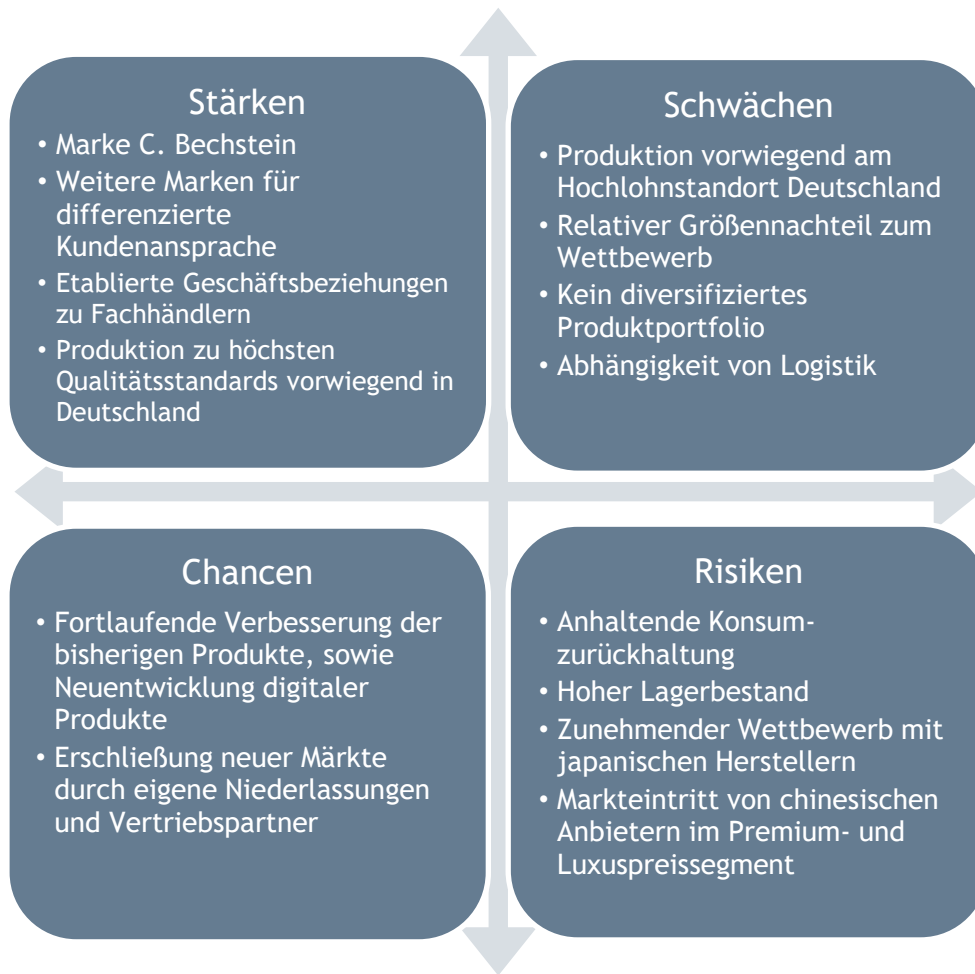 Stärken
• Marke C. Bechstein
• Weitere Marken für
differenzierte
Kundenansprache
• Etablierte Geschäftsbeziehungen
zu Fachhändlern
• Produktion zu höchsten
Qualitätsstandards vorwiegend in
Deutschland
Schwächen
• Produktion vorwiegend am
Hochlohnstandort Deutschland
• Relativer Größennachteil zum
Wettbewerb
• Kein diversifiziertes
Produktportfolio
• Abhängigkeit von Logistik
Chancen
• Fortlaufende Verbesserung der
bisherigen Produkte, sowie
Neuentwicklung digitaler
Produkte
• Erschließung neuer Märkte
durch eigene Niederlassungen
und Vertriebspartner
Risiken
• Anhaltende Konsum-
zurückhaltung
• Hoher Lagerbestand
• Zunehmender Wettbewerb mit
japanischen Herstellern
• Markteintritt von chinesischen
Anbietern im Premium- und
Luxuspreissegment